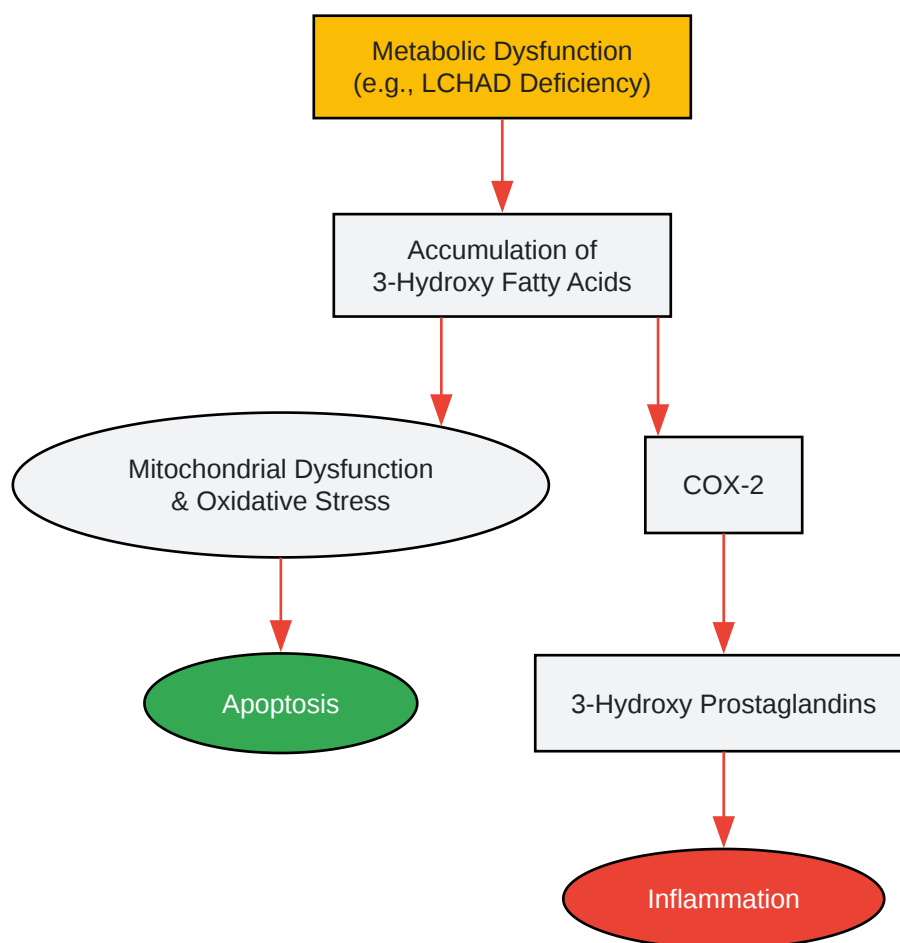 Metabolic Dysfunction
(e.g., LCHAD Deficiency)
Accumulation of
3-Hydroxy Fatty Acids
Mitochondrial Dysfunction
& Oxidative Stress
COX-2
Apoptosis
3-Hydroxy Prostaglandins
Inflammation